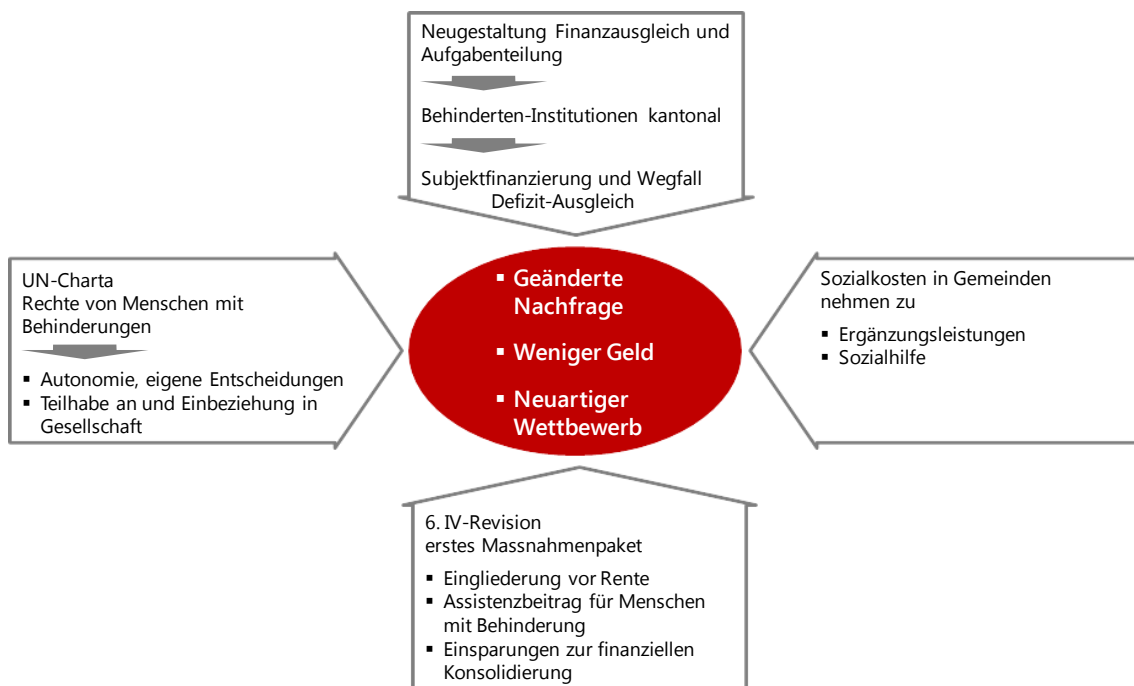 Neugestaltung Finanzausgleich und
Aufgabenteilung
Behinderten-Institutionen kantonal
Subjektfinanzierung und Wegfall
Defizit-Ausgleich
UN-Charta
Rechte von Menschen mit
Behinderungen
▪ Autonomie, eigene Entscheidungen
▪ Teilhabe an und Einbeziehung in
Gesellschaft
▪ Geänderte
Nachfrage
▪ Weniger Geld
▪ Neuartiger
Wettbewerb
Sozialkosten in Gemeinden
nehmen zu
▪ Ergänzungsleistungen
▪ Sozialhilfe
6. IV-Revision
erstes Massnahmenpaket
▪ Eingliederung vor Rente
▪ Assistenzbeitrag für Menschen
mit Behinderung
▪ Einsparungen zur finanziellen
Konsolidierung